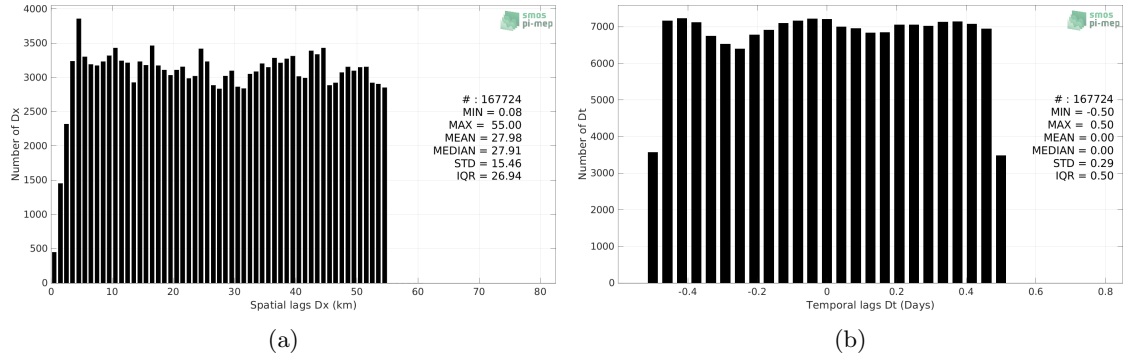 4000
3500
3000
2500
2000
1500
1000
500
0
Number of Dx
0
10
20
30
40
50
60
70
80
Spatial lags Dx (km)
smos
pi-mep
# : 167724
MIN = 0.08
MAX = 55.00
MEAN = 27.98
MEDIAN = 27.91
STD = 15.46
IQR = 26.94
(a)
7000
6000
5000
4000
3000
2000
1000
0
Number of Dt
-0.4
-0.2
0
0.2
0.4
0.6
0.8
Temporal lags Dt (Days)
smos
pi-mep
# : 167724
MIN = -0.50
MAX = 0.50
MEAN = 0.00
MEDIAN = 0.00
STD = 0.29
IQR = 0.50
(b)